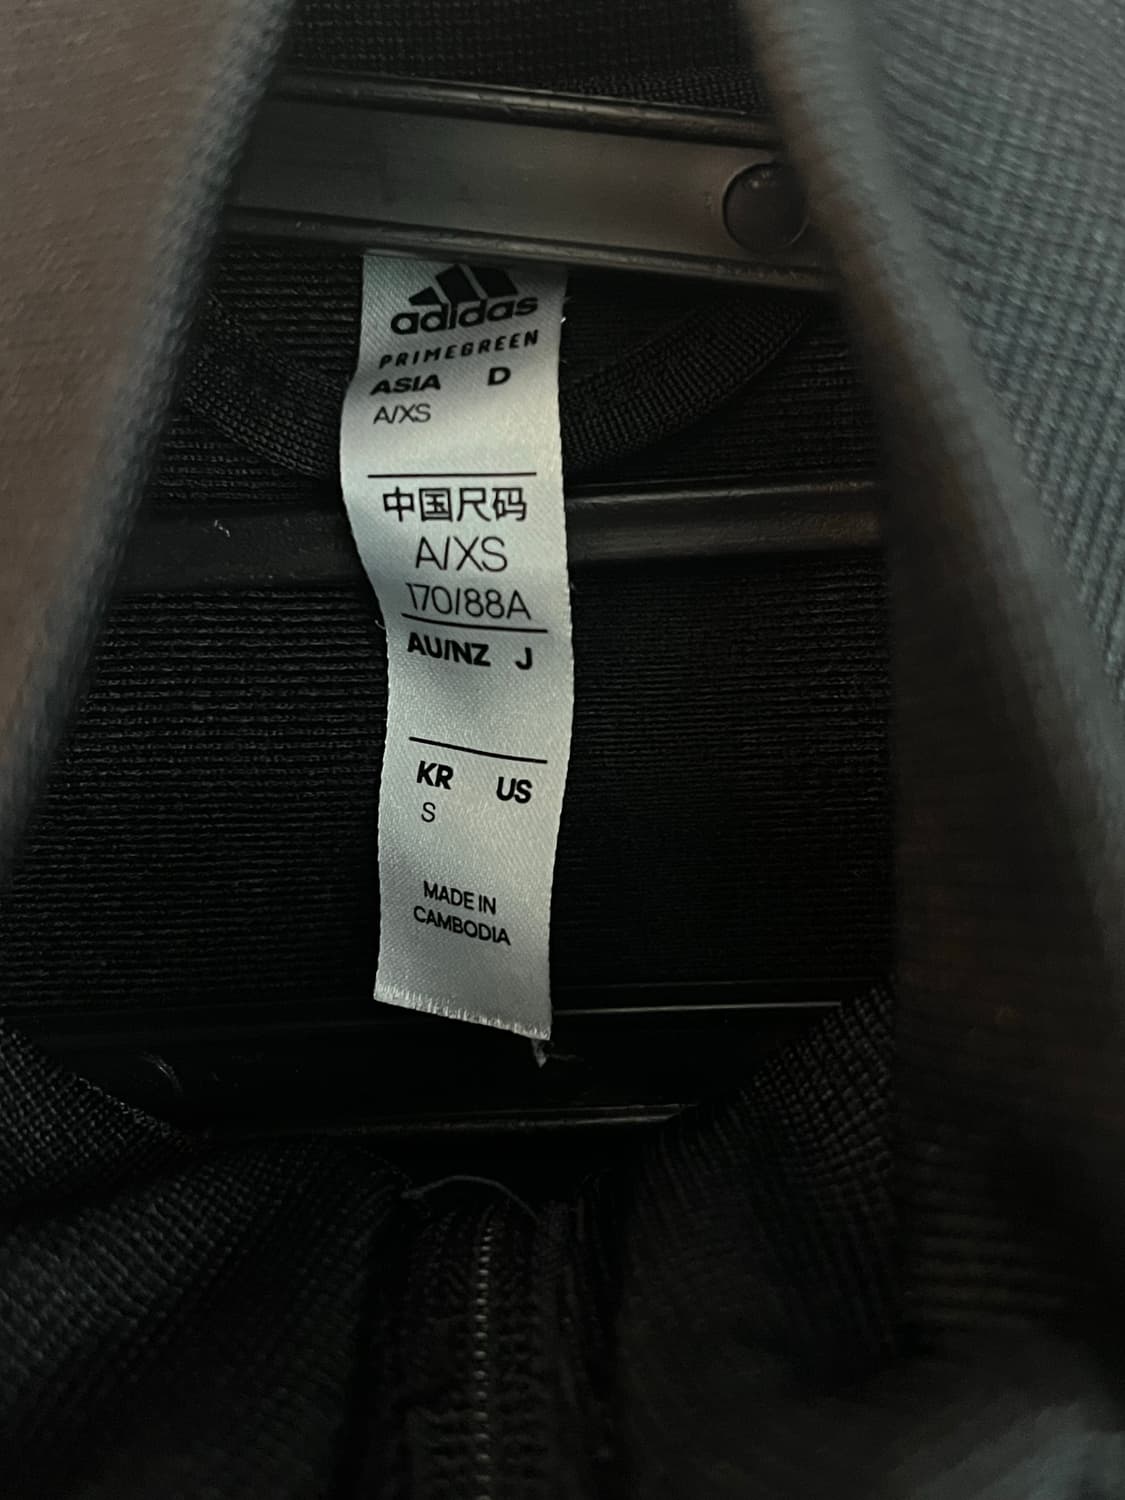 adidas
PRIMEGREEN
ASIA D
A/XS
中国尺码
A/XS
170/88A
AU/NZ J
KR US
S
MADE IN
CAMBODIA